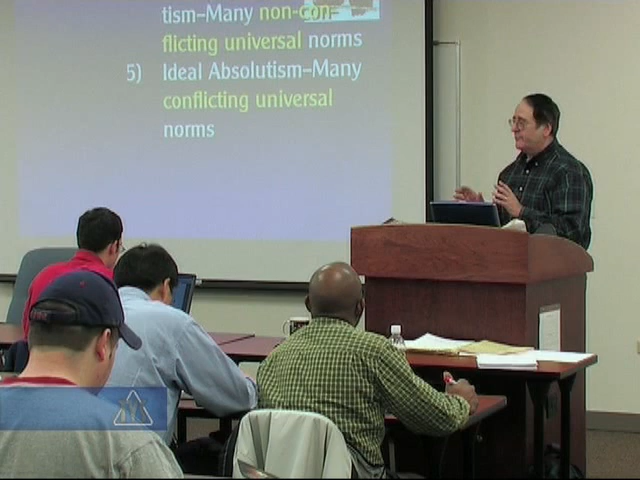 tism–Many non-con-
flicting universal norms
5) Ideal Absolutism–Many
conflicting universal
norms